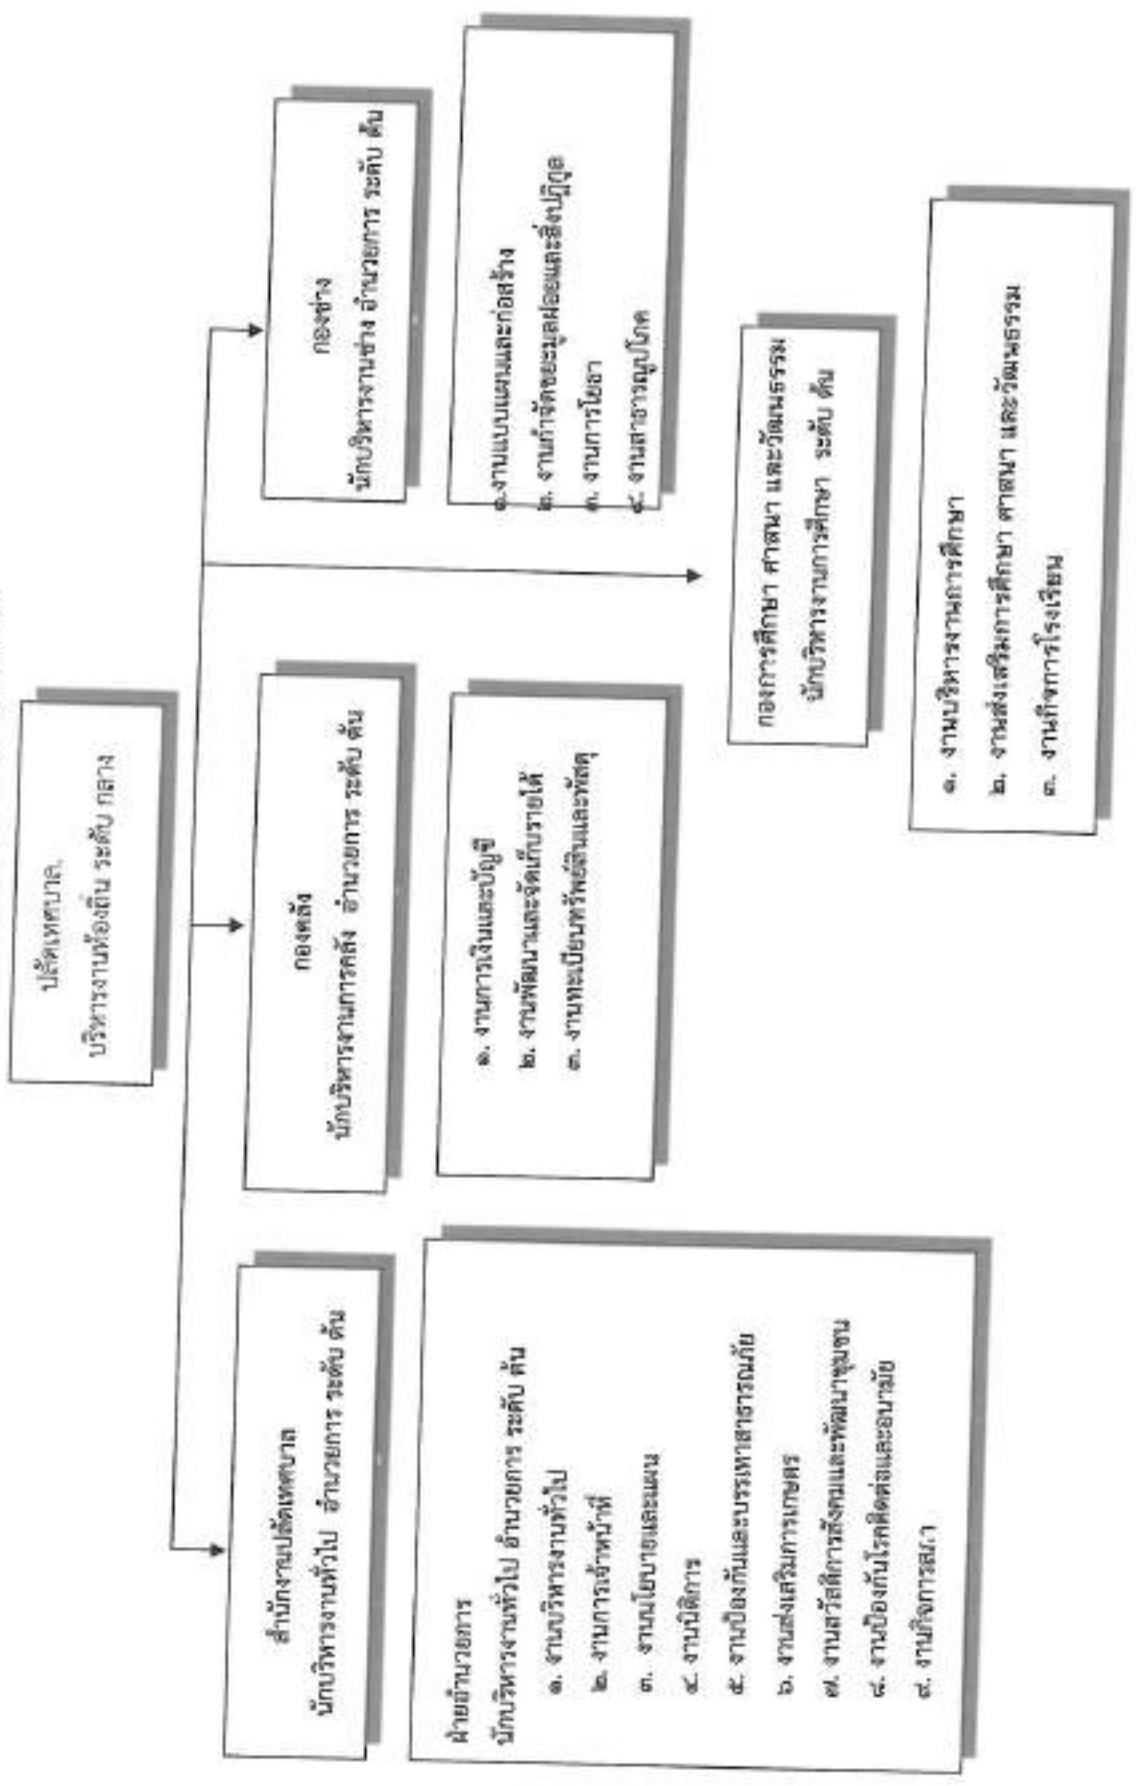 ปลัดเทศบาล.
บริหารงานท้องถิ่น ระดับ กลาง
สำนักงานปลัดเทศบาล
นักบริหารงานทั่วไป อำนวยการ ระดับ ต้น
ฝ่ายอำนวยการ
นักบริหารงานทั่วไป อำนวยการ ระดับ ต้น
๑. งานบริหารงานทั่วไป
๒. งานการเจ้าหน้าที่
๓. งานนโยบายและแผน
๔. งานนิติการ
๕. งานป้องกันและบรรเทาสาธารณภัย
๖. งานส่งเสริมการเกษตร
๗. งานสวัสดิการสังคมและพัฒนาชุมชน
๘. งานป้องกันโรคติดต่อและอนามัย
๙. งานกิจการสภา
กองคลัง
นักบริหารงานการคลัง อำนวยการ ระดับ ต้น
๑. งานการเงินและบัญชี
๒. งานพัฒนาและจัดเก็บรายได้
๓. งานทะเบียนทรัพย์สินและพัสดุ
กองช่าง
นักบริหารงานช่าง อำนวยการ ระดับ ต้น
๑.งานแบบแผนและก่อสร้าง
๒. งานกำจัดขยะมูลฝอยและสิ่งปฏิกูล
๓. งานการโยธา
๔. งานสาธารณูปโภค
กองการศึกษา ศาสนา และวัฒนธรรม
นักบริหารงานการศึกษา ระดับ ต้น
๑. งานบริหารงานการศึกษา
๒. งานส่งเสริมการศึกษา ศาสนา และวัฒนธรรม
๓. งานกิจการโรงเรียน